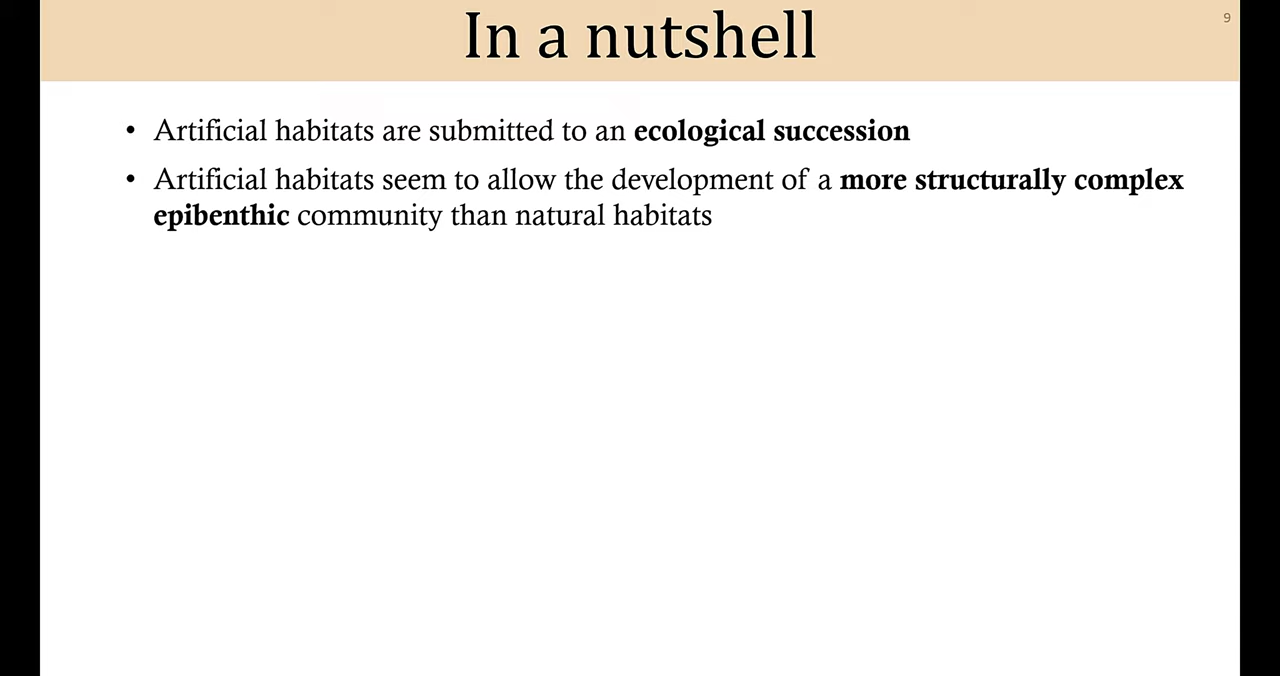 In a nutshell
9
• Artificial habitats are submitted to an ecological succession
• Artificial habitats seem to allow the development of a more structurally complex
epibenthic community than natural habitats